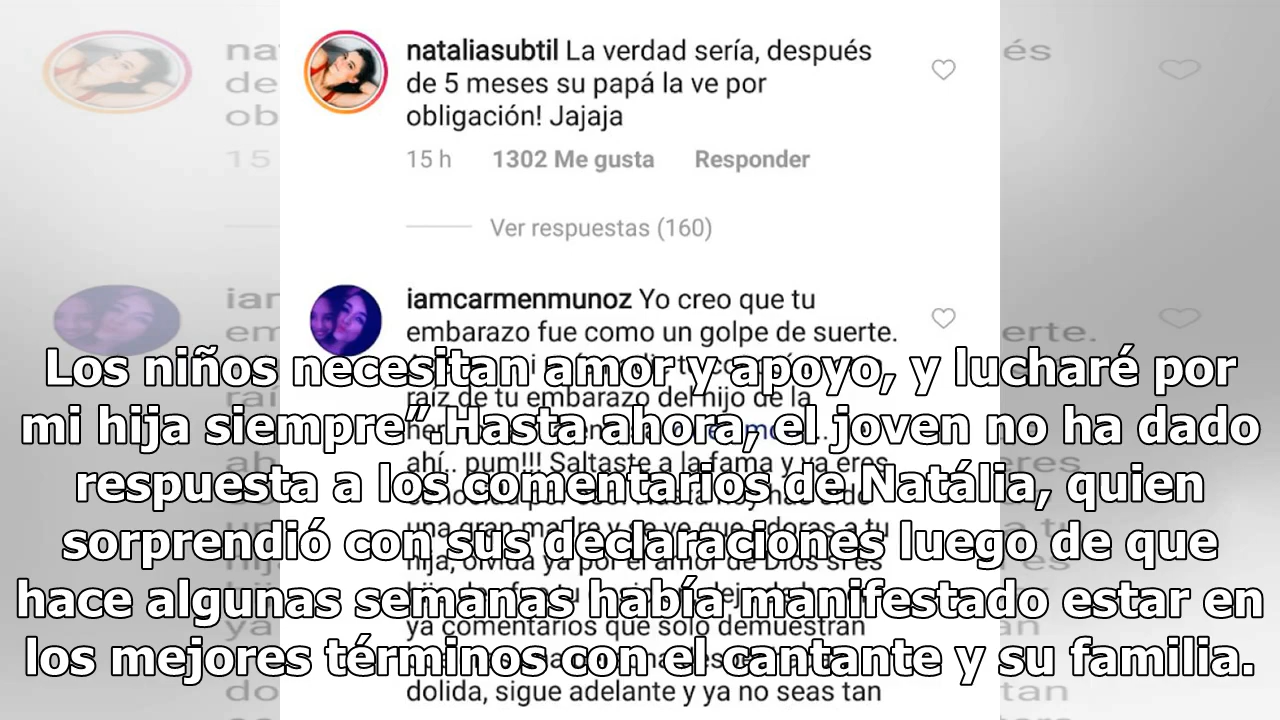 nataliasubtil La verdad sería, después
de 5 meses su papá la ve por
obligación! Jajaja
15 h 1302 Me gusta Responder
Ver respuestas (160)
iamcarmenmunoz Yo creo que tu
embarazo fue como un golpe de suerte.
raíz de tu embarazo del hijo de la
ahí.. pum!!! Saltaste a la fama y ya eres
una gran madre y se ve que adoras a tu
hija, olvida ya por el amor de Dios si es
ya comentarios que solo demuestran
dolida, sigue adelante y ya no seas tan
Los niños necesitan amor y apoyo, y lucharé por
mi hija siempre”.Hasta ahora, el joven no ha dado
respuesta a los comentarios de Natália, quien
sorprendió con sus declaraciones luego de que
hace algunas semanas había manifestado estar en
los mejores términos con el cantante y su familia.